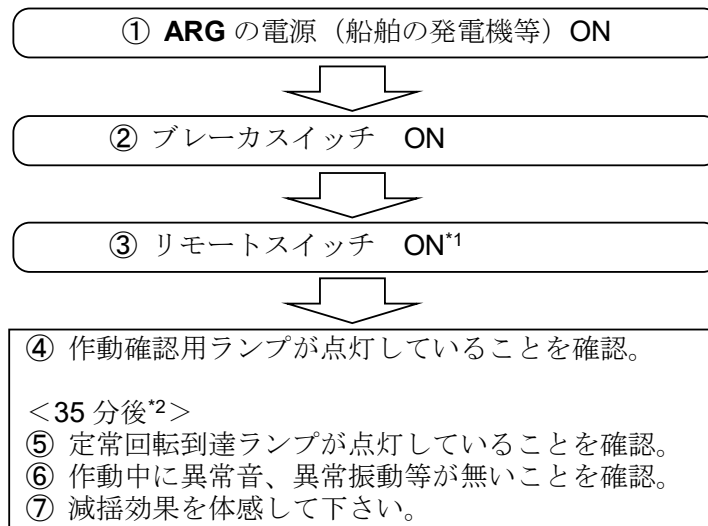 ① ARG の電源（船舶の発電機等）ON
② ブレーカスイッチ ON
③ リモートスイッチ ON*1
④ 作動確認用ランプが点灯していることを確認。
＜35 分後*2＞
⑤ 定常回転到達ランプが点灯していることを確認。
⑥ 作動中に異常音、異常振動等が無いことを確認。
⑦ 減揺効果を体感して下さい。